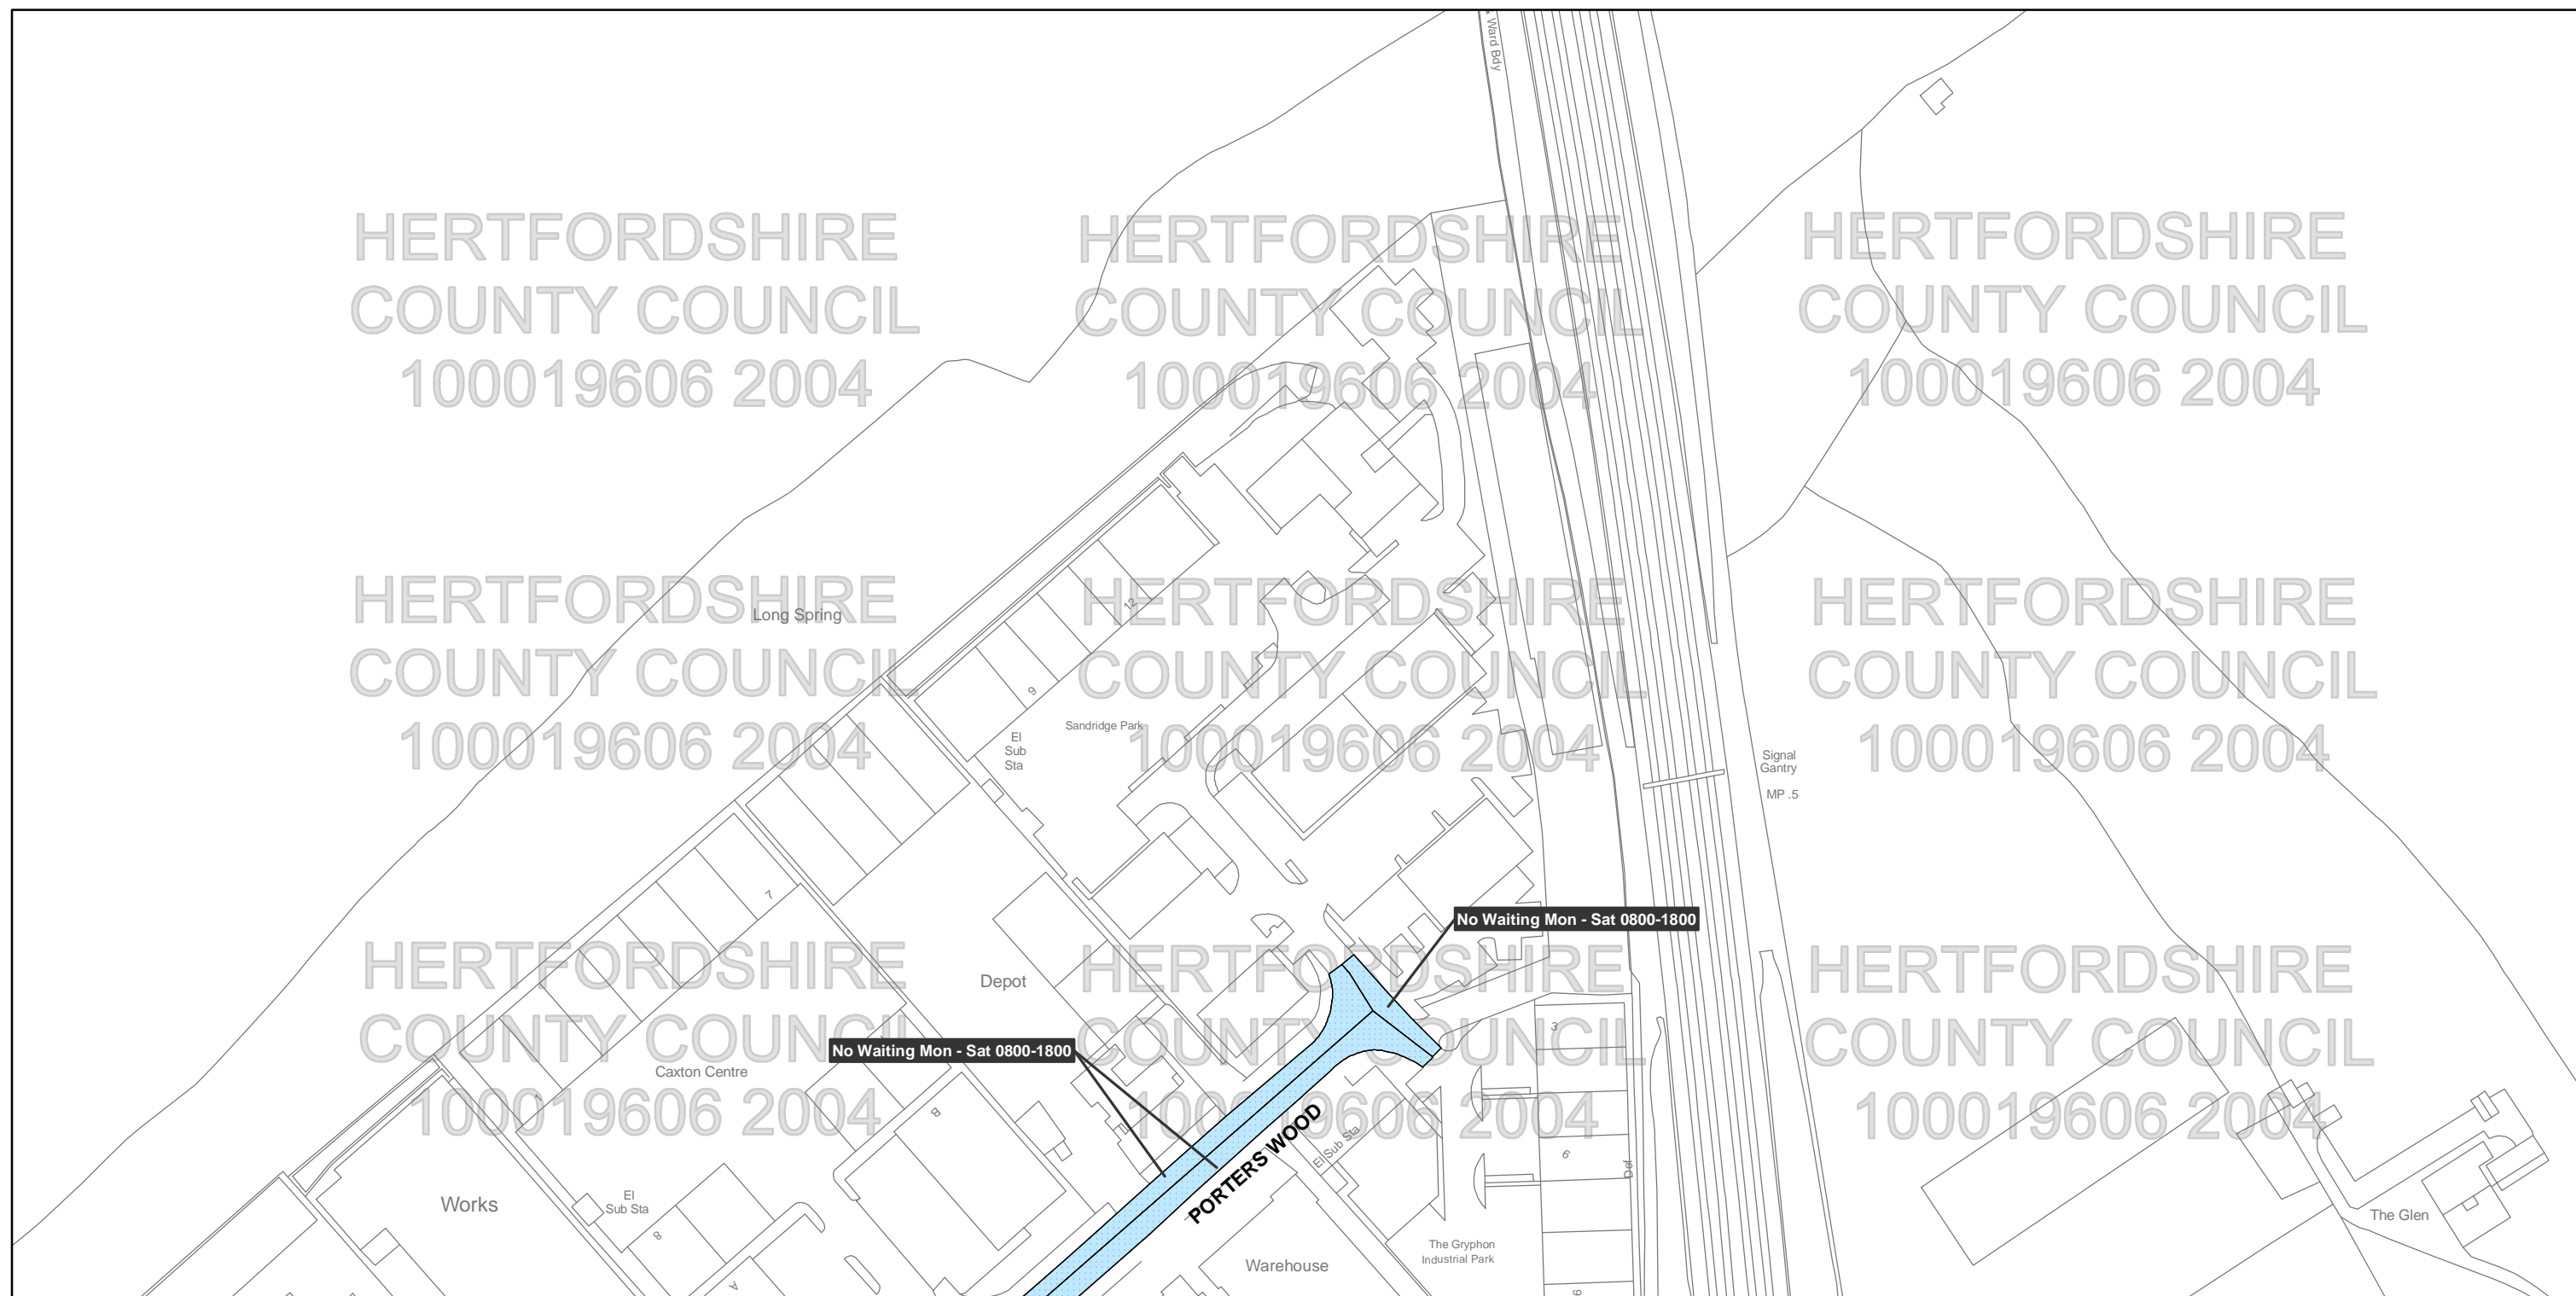 Ward Bdy
HERTFORDSHIRE
COUNTY COUNCIL
100019606 2004
HERTFORDSHIRE
COUNTY COUNCIL
100019606 2004
HERTFORDSHIRE
COUNTY COUNCIL
100019606 2004
HERTFORDSHIRE
COUNTY COUNCIL
100019606 2004
Long Spring
HERTFORDSHIRE
COUNTY COUNCIL
100019606 2004
HERTFORDSHIRE
COUNTY COUNCIL
100019606 2004
12
9
Sandridge Park
El
Sub
Sta
Signal
Gantry
MP .5
7
No Waiting Mon - Sat 0800-1800
HERTFORDSHIRE
COUNTY COUNCIL
100019606 2004
HERTFORDSHIRE
COUNTY COUNCIL
100019606 2004
HERTFORDSHIRE
COUNTY COUNCIL
100019606 2004
Depot
3
No Waiting Mon - Sat 0800-1800
Caxton Centre
1
B
PORTERS WOOD
El Sub Sta
6
Def
El
Sub Sta
Works
8
A
The Glen
The Gryphon
Industrial Park
Warehouse
9